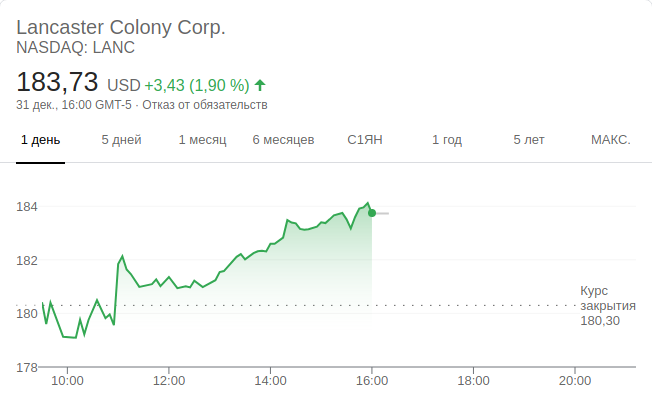 Lancaster Colony Corp.
NASDAQ: LANC
183,73 USD +3,43 (1,90 %)
31 дек., 16:00 GMT-5 · Отказ от обязательств
1 день 5 дней 1 месяц 6 месяцев С1ЯН 1 год 5 лет МАКС.
184
182
180
178
Курс
закрытия
180,30
10:00 12:00 14:00 16:00 18:00 20:00